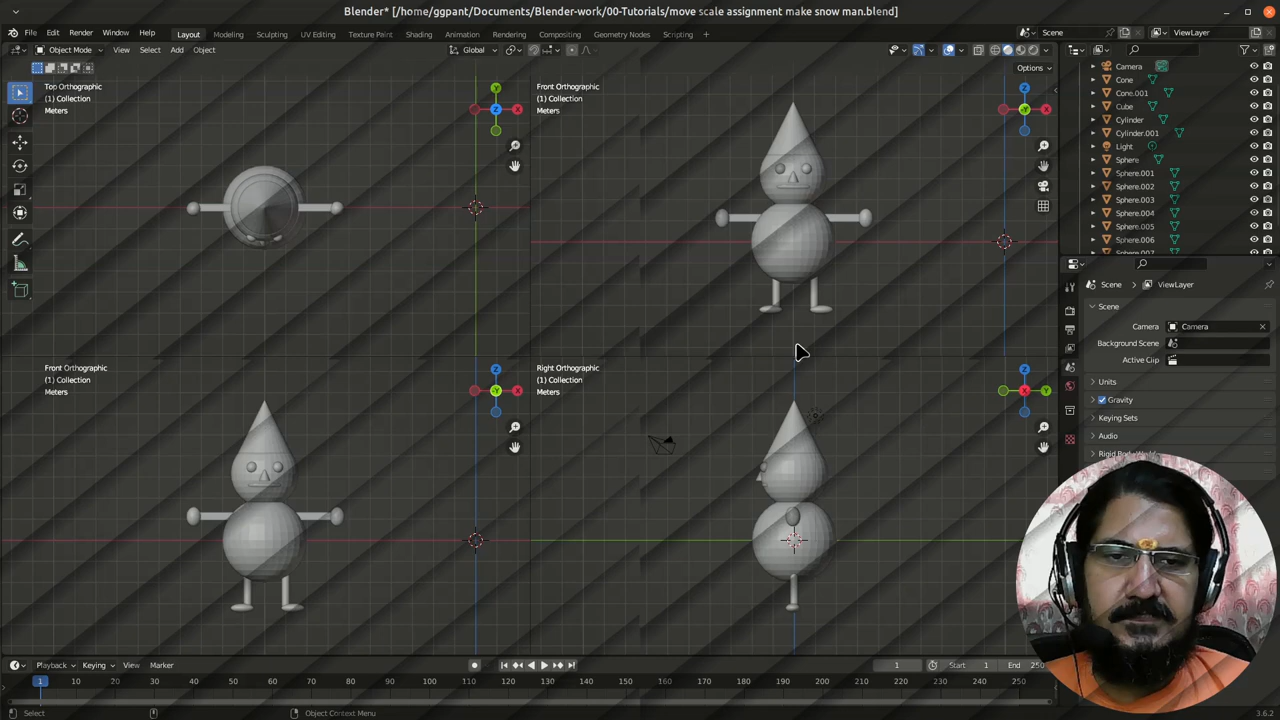 Blender* [/home/ggpant/Documents/Blender-work/00-Tutorials/move scale assignment make snow man.blend]
File Edit Render Window Help Layout Modeling Sculpting UV Editing Texture Paint Shading Animation Rendering Compositing Geometry Nodes Scripting + Scene ViewLayer
Object Mode View Select Add Object Global
Options
Top Orthographic
(1) Collection
Meters
Y
Z
X
Front Orthographic
(1) Collection
Meters
Z
-Y
X
Front Orthographic
(1) Collection
Meters
Z
-Y
X
Right Orthographic
(1) Collection
Meters
Z
X
Y
Camera
Cone
Cone.001
Cube
Cylinder
Cylinder.001
Light
Sphere
Sphere.001
Sphere.002
Sphere.003
Sphere.004
Sphere.005
Sphere.006
Sphere.007
Scene ViewLayer
Scene
Camera Camera
Background Scene
Active Clip
Units
Gravity
Keying Sets
Audio
Playback Keying View Marker 1 Start 1 End 250
1 10 20 30 40 50 60 70 80 90 100 110 120 130 140 150 160 170 180 190 200 210 220 230 240 250
Select Object Context Menu 3.6.2